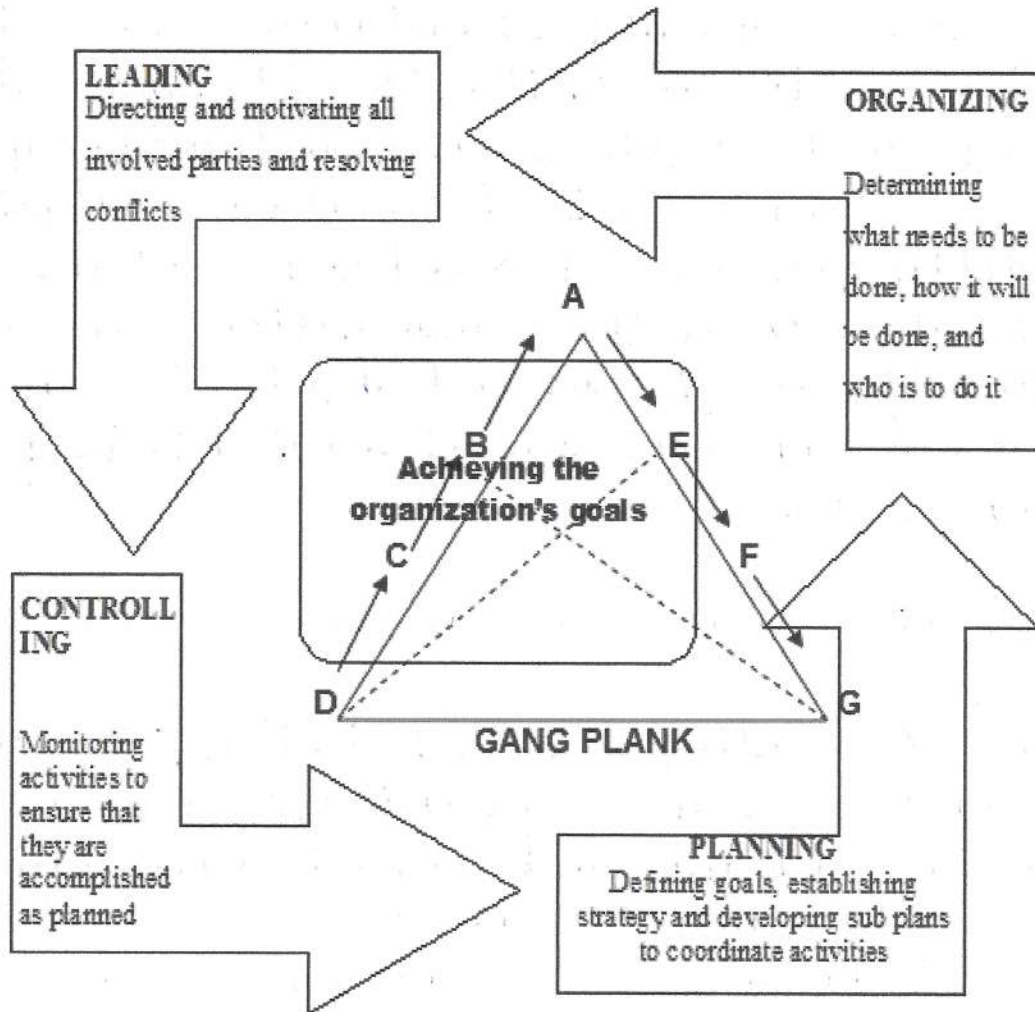 LEADING
Directing and motivating all
involved parties and resolving
conflicts
ORGANIZING
Determining
what needs to be
done, how it will
be done, and
who is to do it
A
B
E
Achieving the
organization's goals
C
F
D
G
GANG PLANK
CONTROLL
ING
Monitoring
activities to
ensure that
they are
accomplished
as planned
PLANNING
Defining goals, establishing
strategy and developing sub plans
to coordinate activities